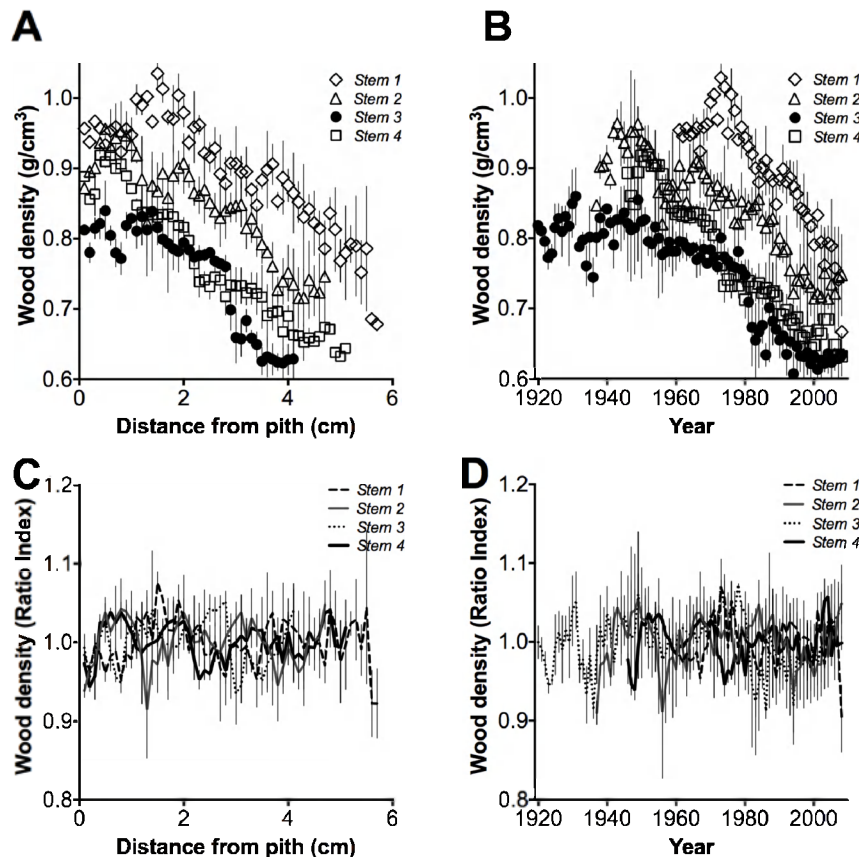 A
Wood density (g/cm³)
1.0
0.9
0.8
0.7
0.6
0
2
4
6
Distance from pith (cm)
Stem 1
Stem 2
Stem 3
Stem 4
B
Wood density (g/cm³)
1.0
0.9
0.8
0.7
0.6
1920
1940
1960
1980
2000
Year
Stem 1
Stem 2
Stem 3
Stem 4
C
Wood density (Ratio Index)
1.2
1.1
1.0
0.9
0.8
0
2
4
6
Distance from pith (cm)
Stem 1
Stem 2
Stem 3
Stem 4
D
Wood density (Ratio Index)
1.2
1.1
1.0
0.9
0.8
1920
1940
1960
1980
2000
Year
Stem 1
Stem 2
Stem 3
Stem 4